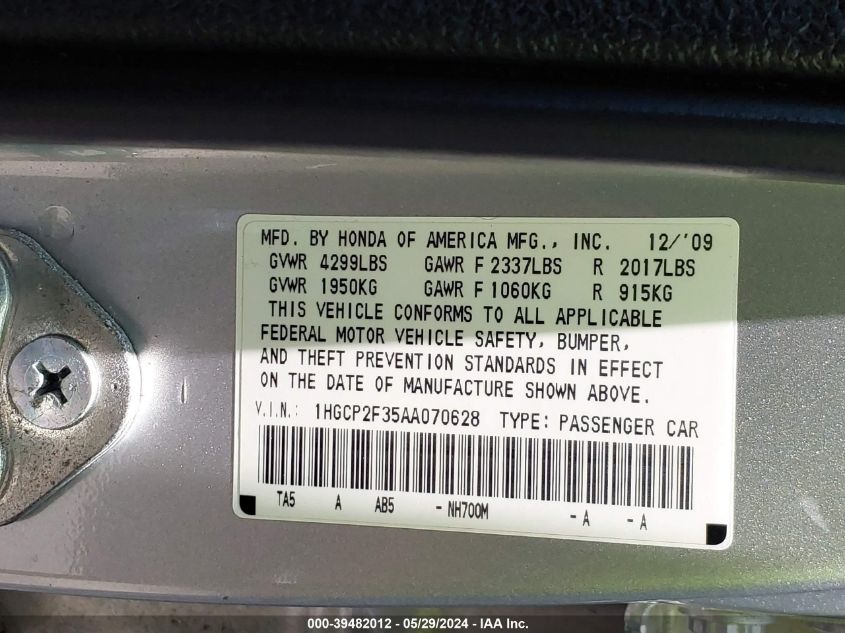 MFD. BY HONDA OF AMERICA MFG., INC. 12/'09
GVWR 4299LBS GAWR F 2337LBS R 2017LBS
GVWR 1950KG GAWR F 1060KG R 915KG
THIS VEHICLE CONFORMS TO ALL APPLICABLE
FEDERAL MOTOR VEHICLE SAFETY, BUMPER,
AND THEFT PREVENTION STANDARDS IN EFFECT
ON THE DATE OF MANUFACTURE SHOWN ABOVE.
V.I.N.: 1HGCP2F35AA070628 TYPE: PASSENGER CAR
TA5 A AB5 - NH700M - A - A
000-39482012 - 05/29/2024 - IAA Inc.